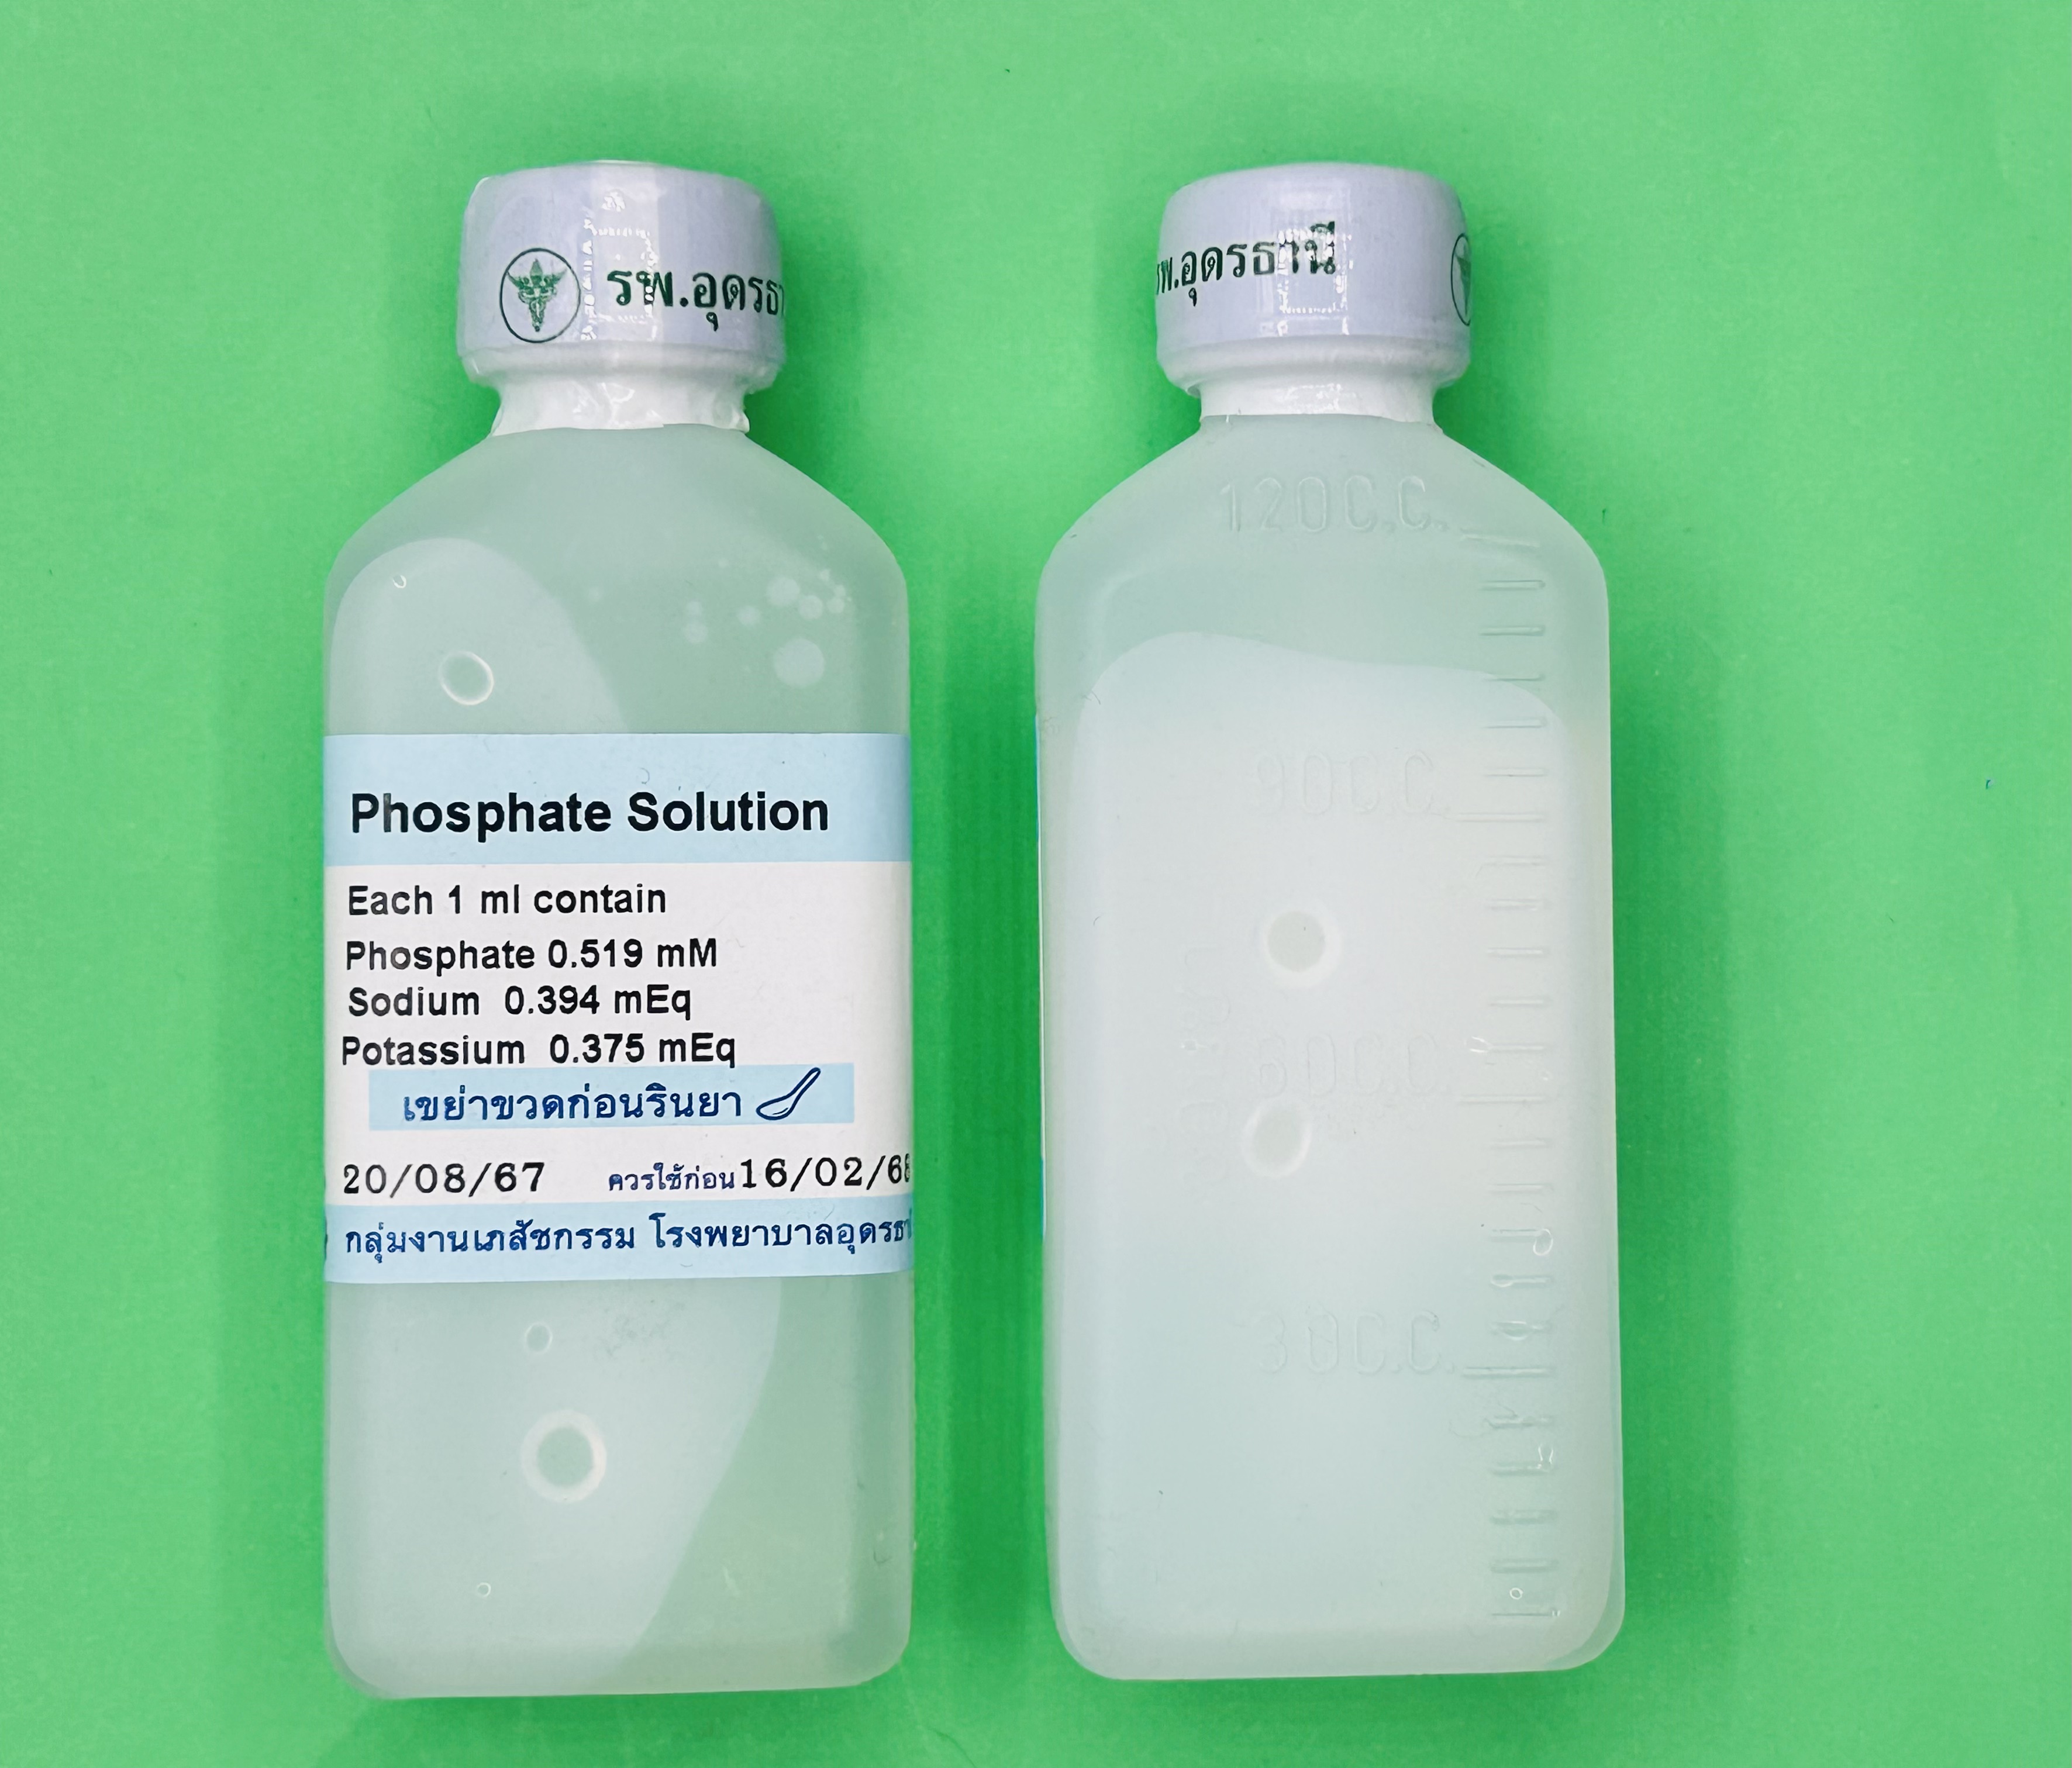 รพ.อุดรธ
รพ.อุดรธานี
120C.C.
90C.C.
60C.C.
30C.C.
Phosphate Solution
Each 1 ml contain
Phosphate 0.519 mM
Sodium 0.394 mEq
Potassium 0.375 mEq
เขย่าขวดก่อนรินยา
20/08/67 ควรใช้ก่อน 16/02/68
กลุ่มงานเภสัชกรรม โรงพยาบาลอุดรธา